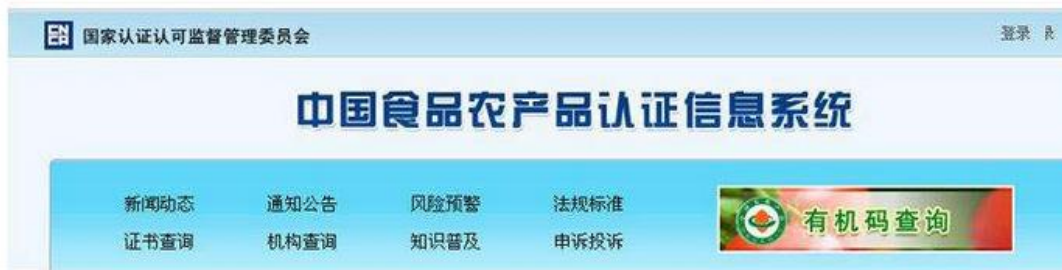 国家认证认可监督管理委员会
登录
中国食品农产品认证信息系统
新闻动态 通知公告 风险预警 法规标准
有机码查询
证书查询 机构查询 知识普及 申诉投诉